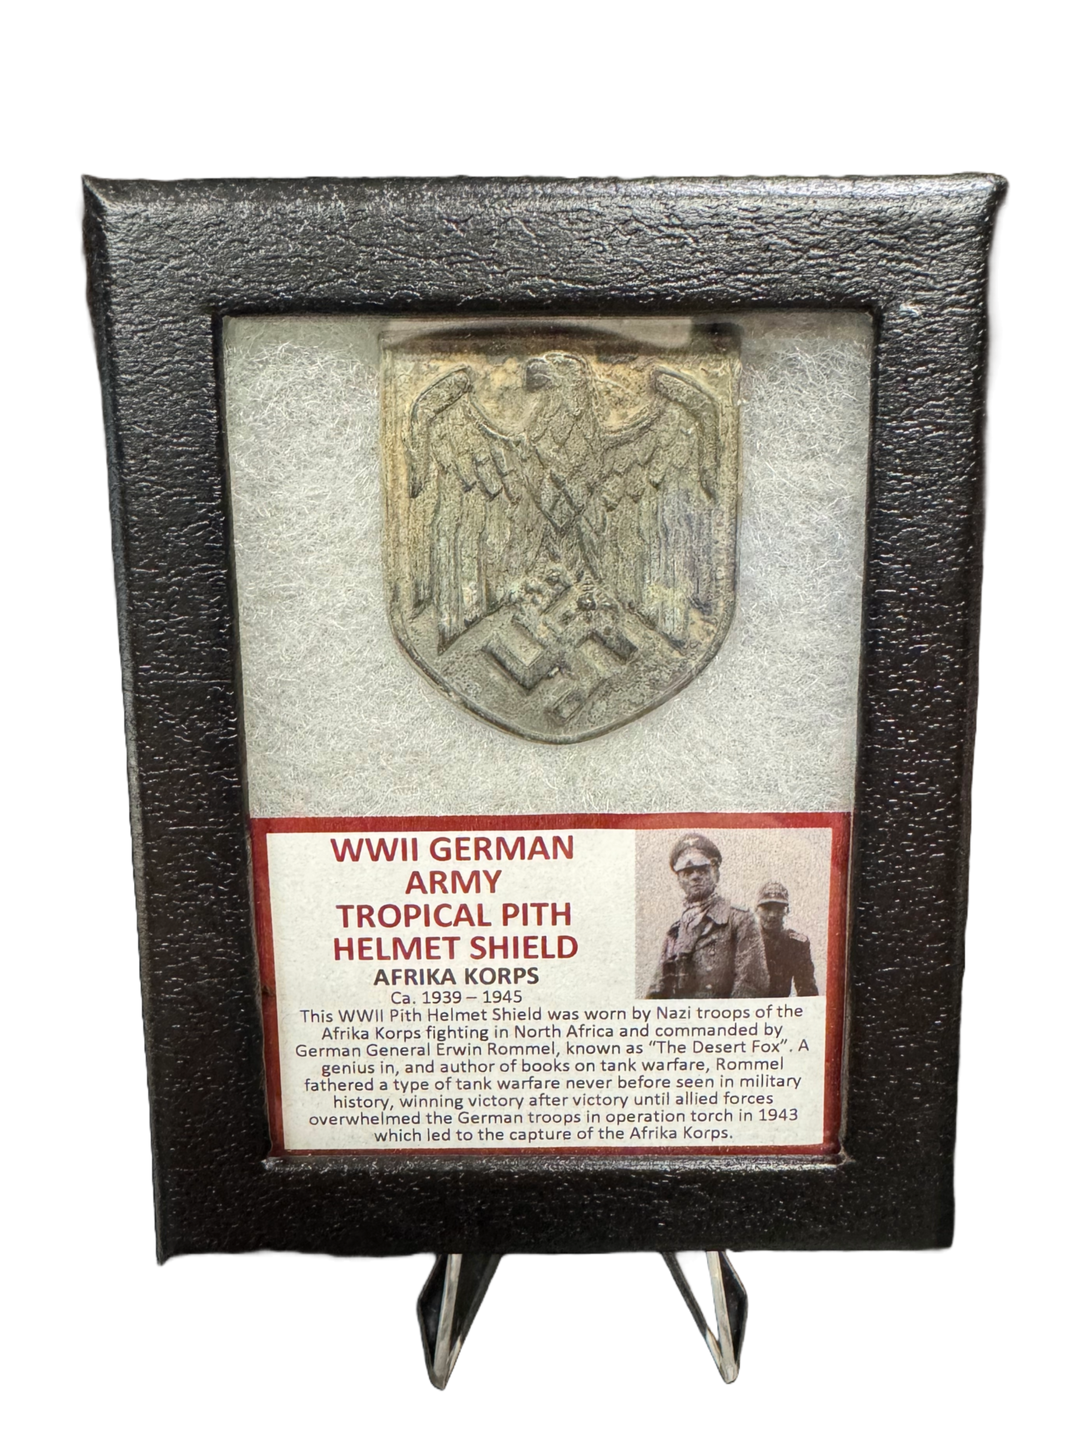 WWII GERMAN
ARMY
TROPICAL PITH
HELMET SHIELD
AFRIKA KORPS
Ca. 1939 – 1945
This WWII Pith Helmet Shield was worn by Nazi troops of the
Afrika Korps fighting in North Africa and commanded by
German General Erwin Rommel, known as “The Desert Fox”. A
genius in, and author of books on tank warfare, Rommel
fathered a type of tank warfare never before seen in military
history, winning victory after victory until allied forces
overwhelmed the German troops in operation torch in 1943
which led to the capture of the Afrika Korps.